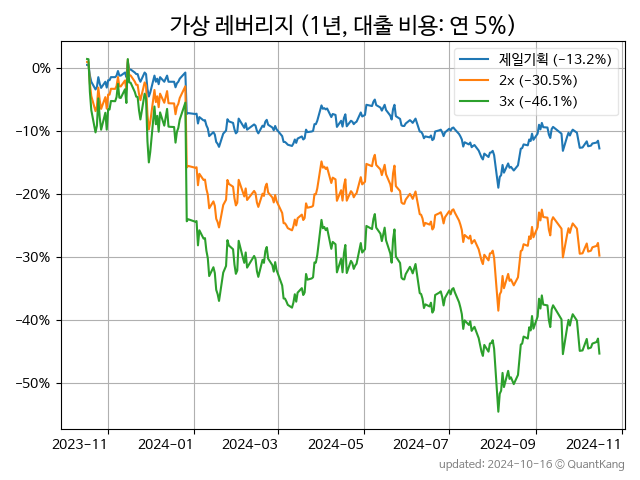 가상 레버리지 (1년, 대출 비용: 연 5%)
제일기획 (−13.2%)
2x (−30.5%)
3x (−46.1%)
0%
−10%
−20%
−30%
−40%
−50%
2023-11 2024-01 2024-03 2024-05 2024-07 2024-09 2024-11
updated: 2024-10-16 © QuantKang